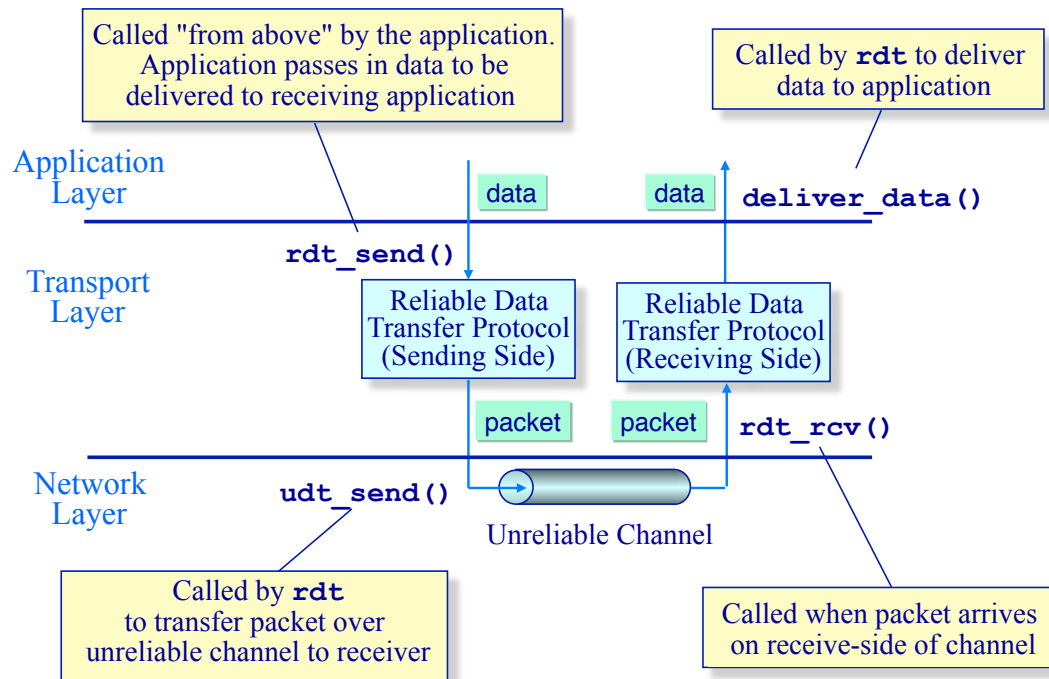 Called "from above" by the application.
Application passes in data to be
delivered to receiving application
Called by rdt to deliver
data to application
Application
Layer
data
data
deliver_data()
rdt_send()
Transport
Layer
Reliable Data
Transfer Protocol
(Sending Side)
Reliable Data
Transfer Protocol
(Receiving Side)
packet
packet
rdt_rcv()
Network
Layer
udt_send()
Unreliable Channel
Called by rdt
to transfer packet over
unreliable channel to receiver
Called when packet arrives
on receive-side of channel